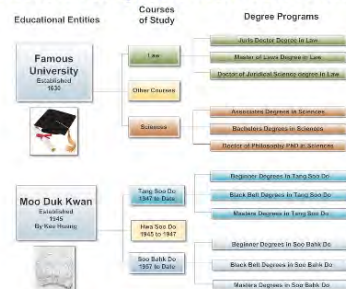 Educational Entities
Courses
of Study
Degree Programs
Famous
University
Established
1830
Law
Other Courses
Sciences
Juris Doctor Degree in Law
Master of Laws Degree in Law
Doctor of Juridical Science degree in Law
Associates Degrees in Sciences
Bachelors Degrees in Sciences
Doctor of Philosophy PhD in Sciences
Moo Duk Kwan
Established
1945
By Kee Hwang
Tang Soo Do
1947 to Date
Hwa Soo Do
1945 to 1947
Soo Bahk Do
1957 to Date
Beginner Degrees in Tang Soo Do
Black Belt Degrees in Tang Soo Do
Masters Degrees in Tang Soo Do
Beginner Degrees in Soo Bahk Do
Black Belt Degrees in Soo Bahk Do
Masters Degrees in Soo Bahk Do